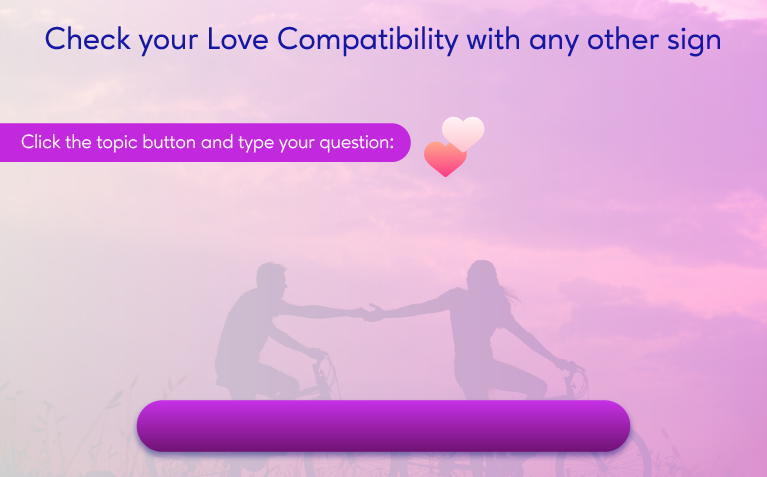 Check your Love Compatibility with any other sign
Click the topic button and type your question: